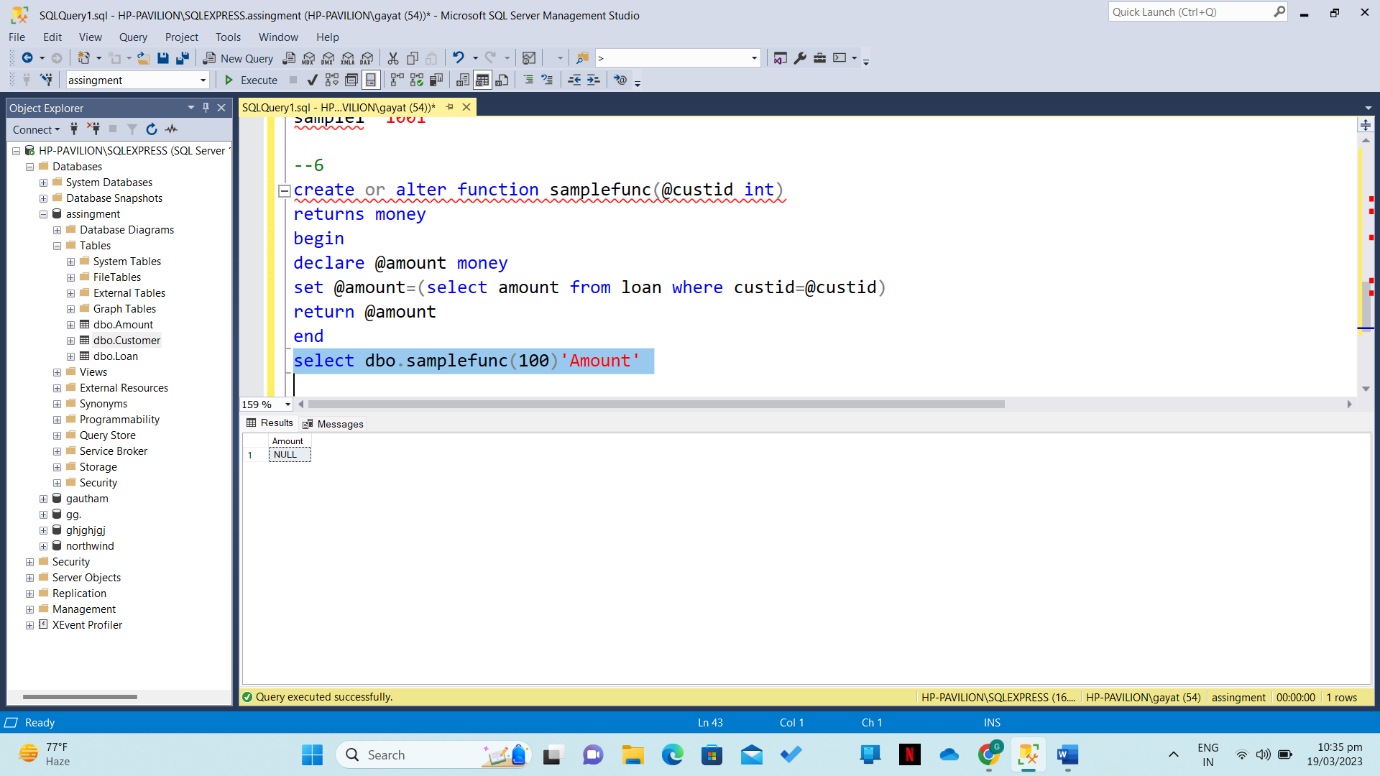 SQLQuery1.sql - HP-PAVILION\SQLEXPRESS.assingment (HP-PAVILION\gayat (54))* - Microsoft SQL Server Management Studio
Quick Launch (Ctrl+Q)
File Edit View Query Project Tools Window Help
New Query
MDX DMX XMLA DAX
>
assingment
Execute
Object Explorer
SQLQuery1.sql - HP...VILION\gayat (54))*
Connect
HP-PAVILION\SQLEXPRESS (SQL Server
Databases
System Databases
Database Snapshots
assingment
Database Diagrams
Tables
System Tables
FileTables
External Tables
Graph Tables
dbo.Amount
dbo.Customer
dbo.Loan
Views
External Resources
Synonyms
Programmability
Query Store
Service Broker
Storage
Security
gautham
gg.
ghjghjgj
northwind
Security
Server Objects
Replication
Management
XEvent Profiler
--6
create or alter function samplefunc(@custid int)
returns money
begin
declare @amount money
set @amount=(select amount from loan where custid=@custid)
return @amount
end
select dbo.samplefunc(100)'Amount'
159 %
Results Messages
Amount
1 NULL
Query executed successfully.
HP-PAVILION\SQLEXPRESS (16.... HP-PAVILION\gayat (54) assingment 00:00:00 1 rows
Ready
Ln 43 Col 1 Ch 1 INS
77°F
Haze
Search
N
G
W
ENG
IN
10:35 pm
19/03/2023